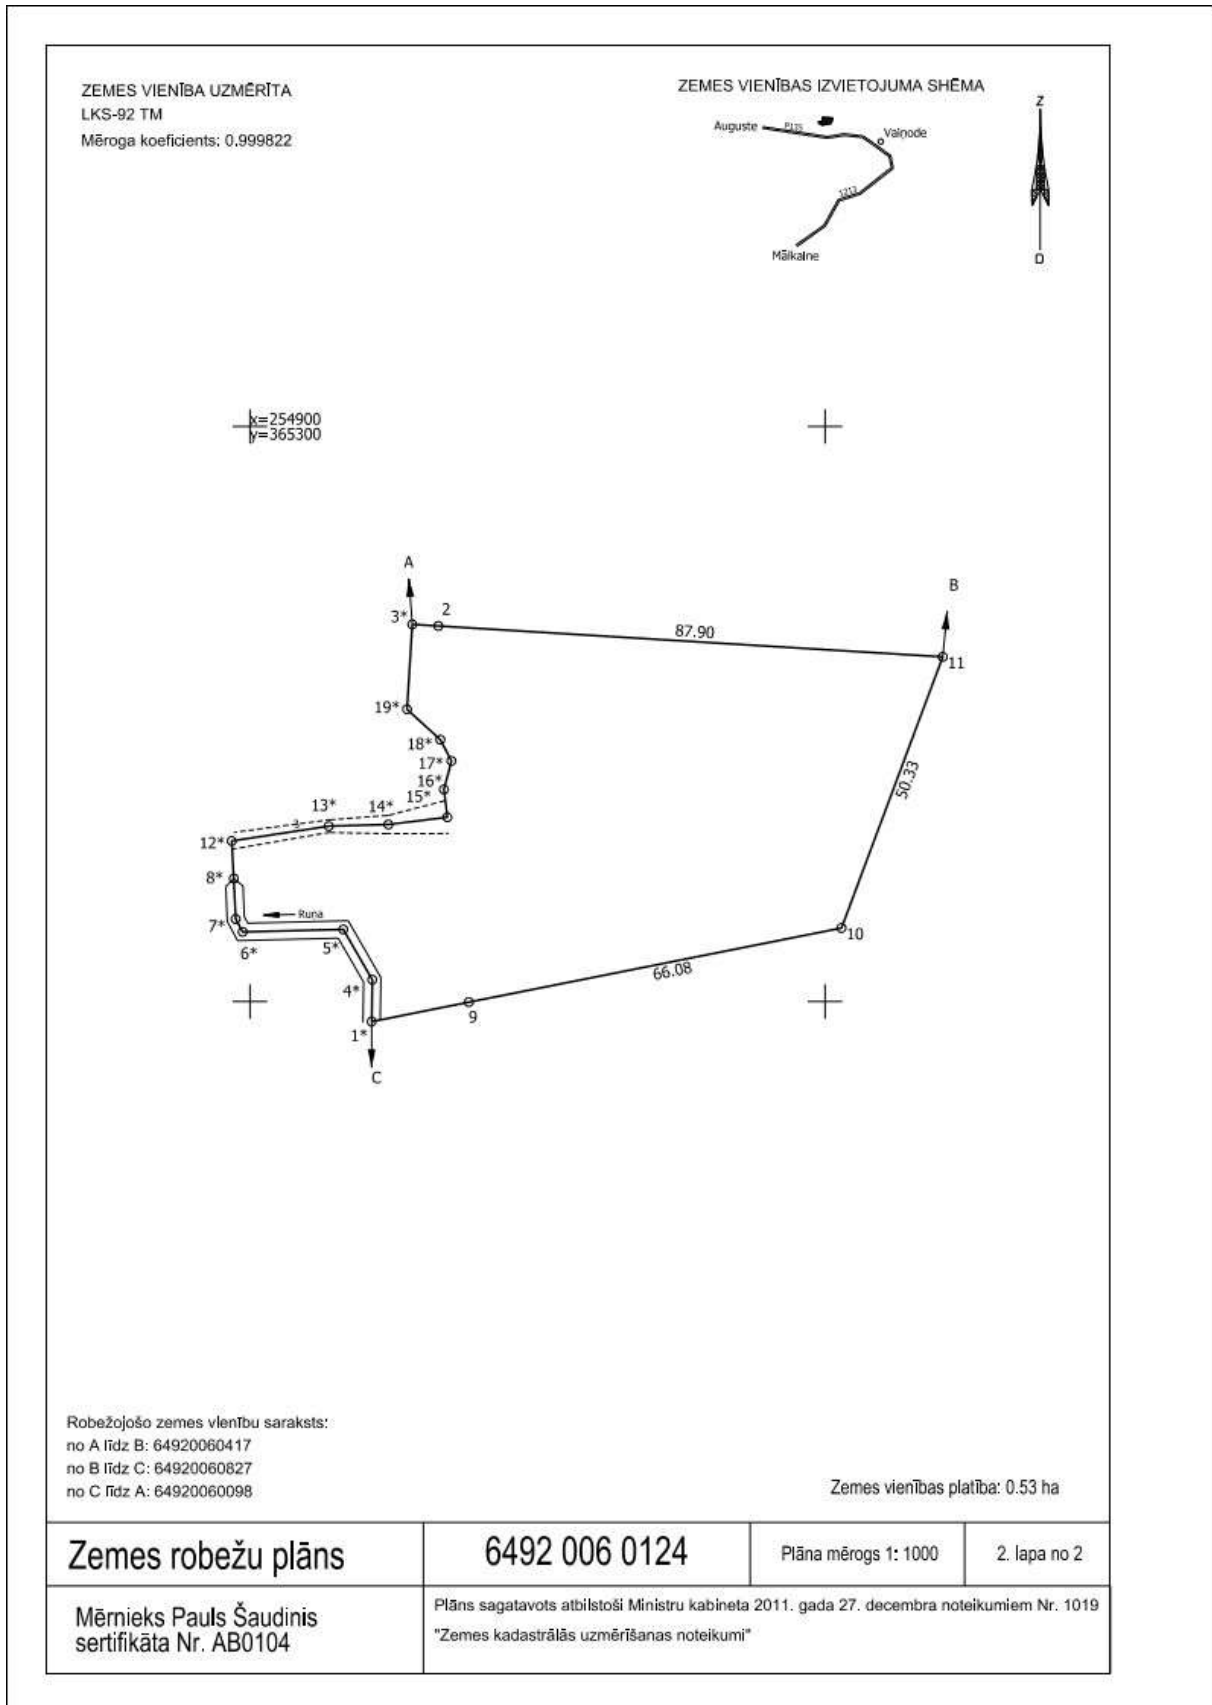 ZEMES VIENĪBA UZMĒRĪTA
LKS-92 TM
Mēroga koeficients: 0.999822
ZEMES VIENĪBAS IZVIETOJUMA SHĒMA
Z
Auguste
P115
Vaiņode
1212
Mālkalne
D
x=254900
y=365300
A
B
3*
2
87.90
11
19*
18*
17*
16*
15*
50.33
13*
14*
3
12*
8*
Ruņa
7*
6*
5*
10
66.08
4*
9
1*
C
Robežojošo zemes vienību saraksts:
no A līdz B: 64920060417
no B līdz C: 64920060827
no C līdz A: 64920060098
Zemes vienības platība: 0.53 ha
Zemes robežu plāns
6492 006 0124
Plāna mērogs 1: 1000
2. lapa no 2
Mērnieks Pauls Šaudinis
sertifikāta Nr. AB0104
Plāns sagatavots atbilstoši Ministru kabineta 2011. gada 27. decembra noteikumiem Nr. 1019
"Zemes kadastrālās uzmērīšanas noteikumi"